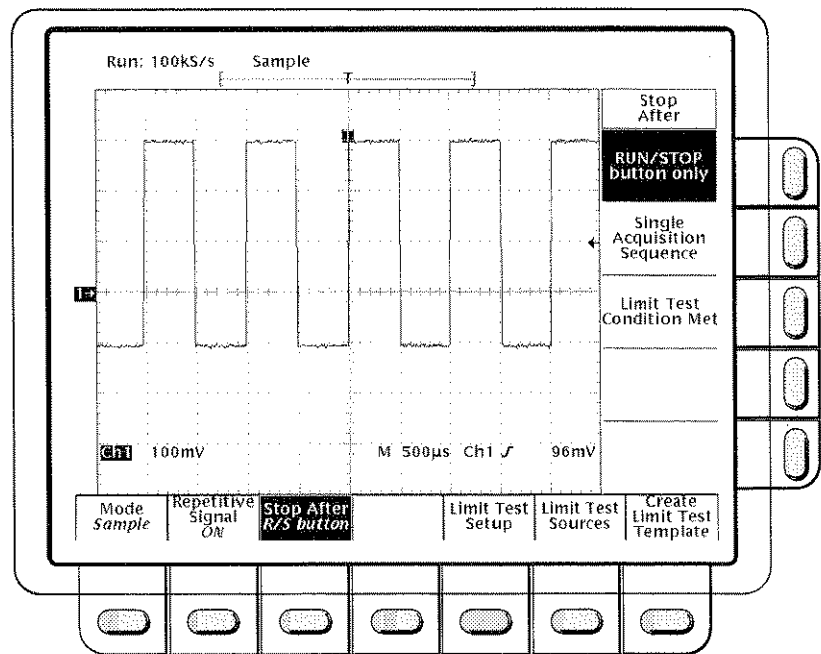 Run: 100kS/s Sample
T
Stop
After
T
RUN/STOP
button only
Single
Acquisition
Sequence
1
Limit Test
Condition Met
Ch1 100mV M 500µs Ch1 ƒ 96mV
Mode
Sample
Repetitive
Signal
ON
Stop After
R/S button
Limit Test
Setup
Limit Test
Sources
Create
Limit Test
Template